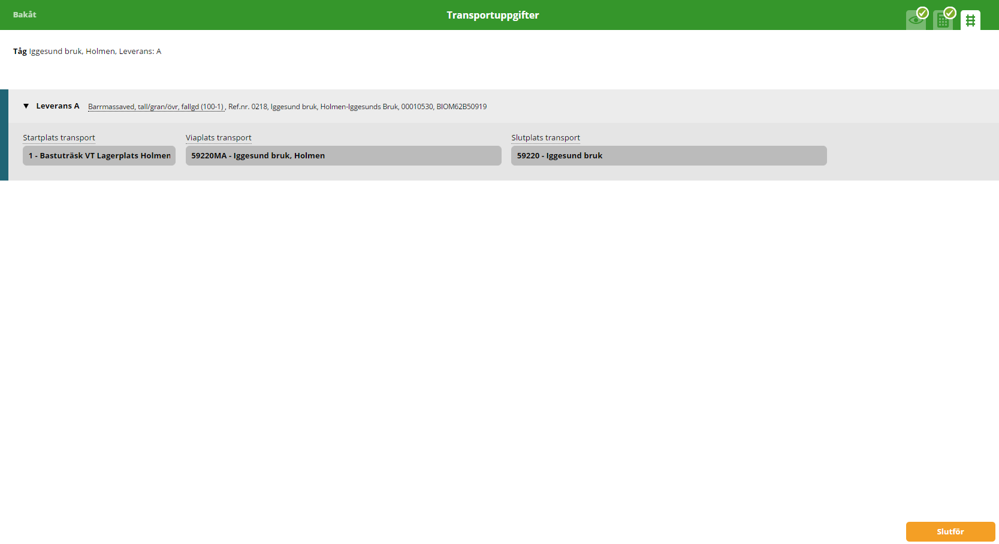 Bakåt
Transportuppgifter
Tåg Iggesund bruk, Holmen, Leverans: A
▼ Leverans A Barrmassaved, tall/gran/övr, fallgd (100-1) , Ref.nr. 0218, Iggesund bruk, Holmen-Iggesunds Bruk, 00010530, BIOM62B50919
Startplats transport Viaplats transport Slutplats transport
1 - Bastuträsk VT Lagerplats Holmen 59220MA - Iggesund bruk, Holmen 59220 - Iggesund bruk
Slutför